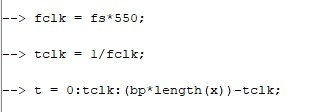 --> fclk = fs*550;
--> tclk = 1/fclk;
--> t = 0:tclk:(bp*length(x))-tclk;